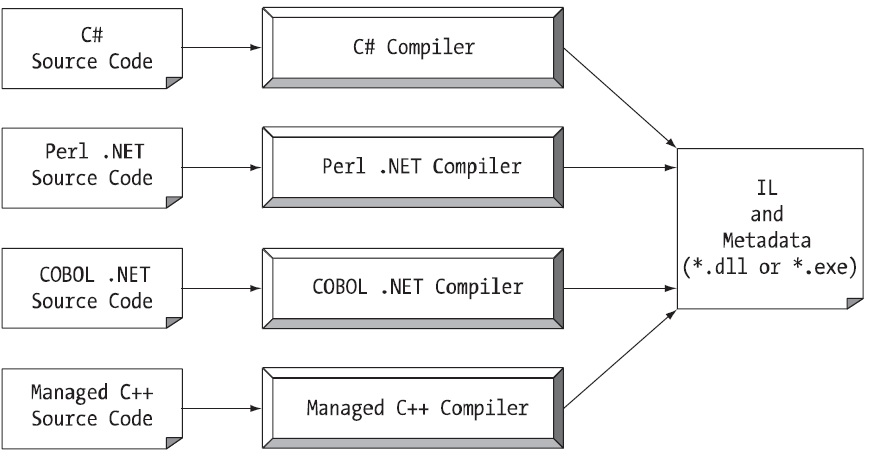 C#
Source Code
C# Compiler
Perl .NET
Source Code
Perl .NET Compiler
IL
and
Metadata
(*.dll or *.exe)
COBOL .NET
Source Code
COBOL .NET Compiler
Managed C++
Source Code
Managed C++ Compiler